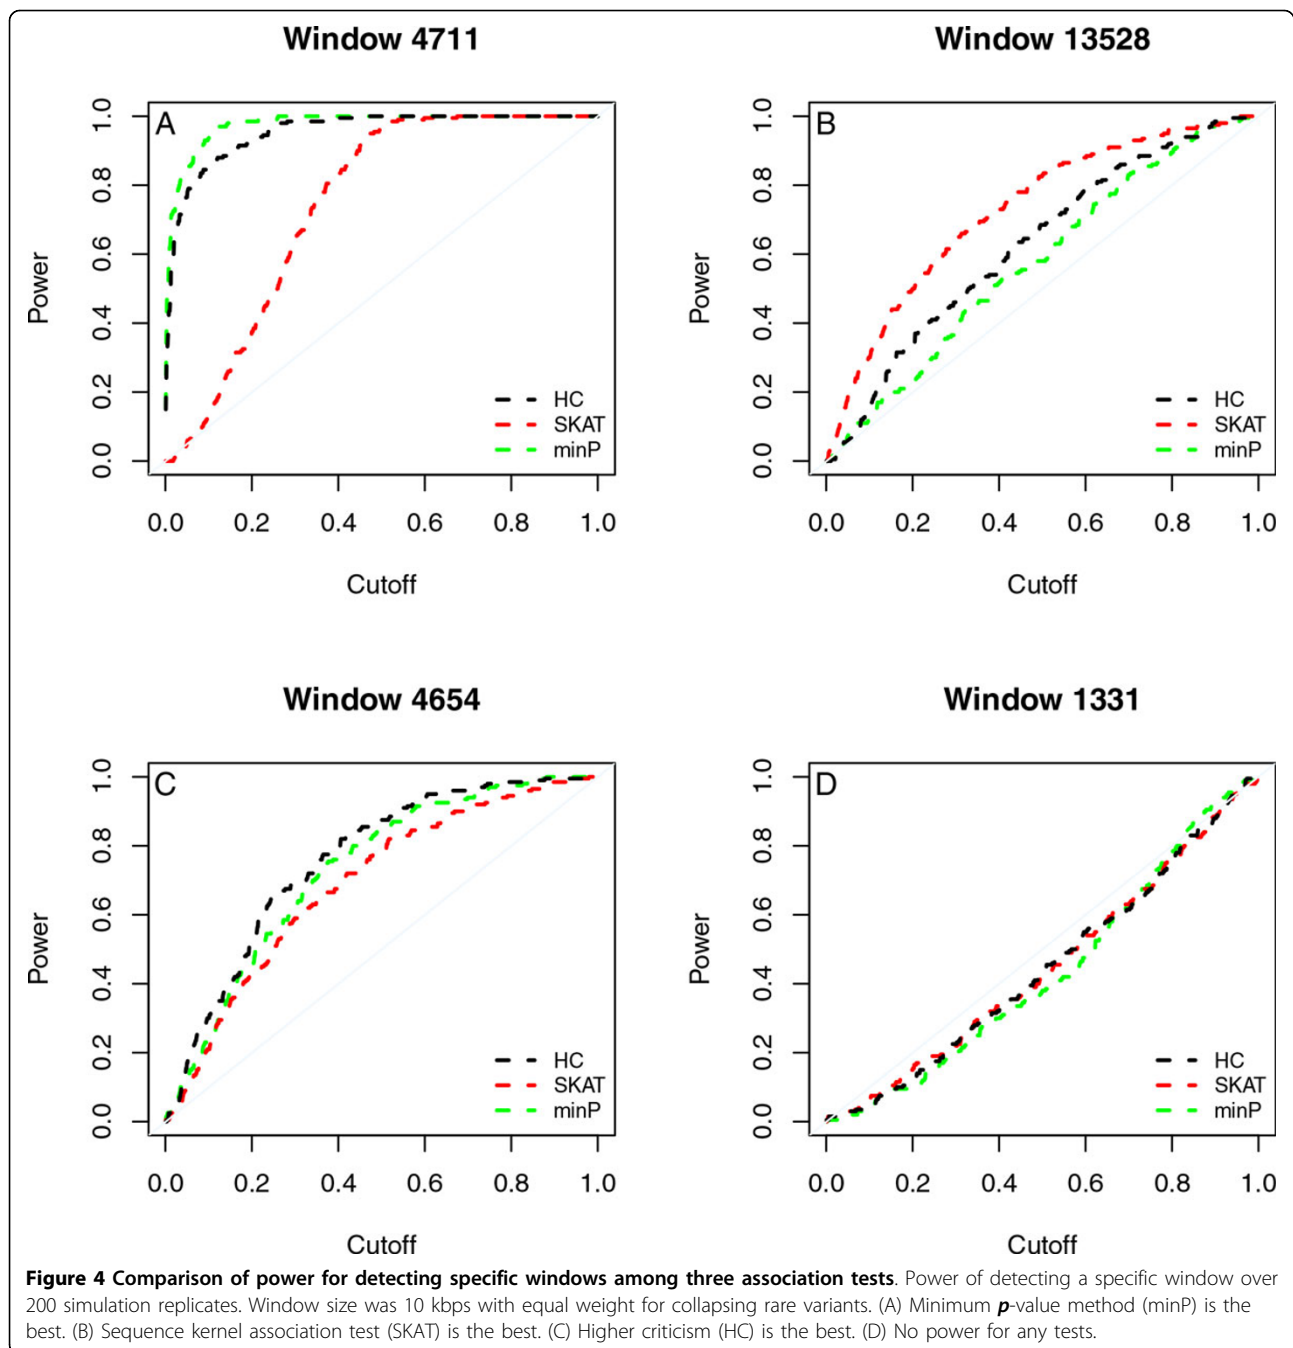 Window 4711
A
1.0
0.8
0.6
0.4
0.2
0.0
Power
HC
SKAT
minP
0.0 0.2 0.4 0.6 0.8 1.0
Cutoff
Window 13528
B
1.0
0.8
0.6
0.4
0.2
0.0
Power
HC
SKAT
minP
0.0 0.2 0.4 0.6 0.8 1.0
Cutoff
Window 4654
C
1.0
0.8
0.6
0.4
0.2
0.0
Power
HC
SKAT
minP
0.0 0.2 0.4 0.6 0.8 1.0
Cutoff
Window 1331
D
1.0
0.8
0.6
0.4
0.2
0.0
Power
HC
SKAT
minP
0.0 0.2 0.4 0.6 0.8 1.0
Cutoff
Figure 4 Comparison of power for detecting specific windows among three association tests. Power of detecting a specific window over
200 simulation replicates. Window size was 10 kbps with equal weight for collapsing rare variants. (A) Minimum p-value method (minP) is the
best. (B) Sequence kernel association test (SKAT) is the best. (C) Higher criticism (HC) is the best. (D) No power for any tests.